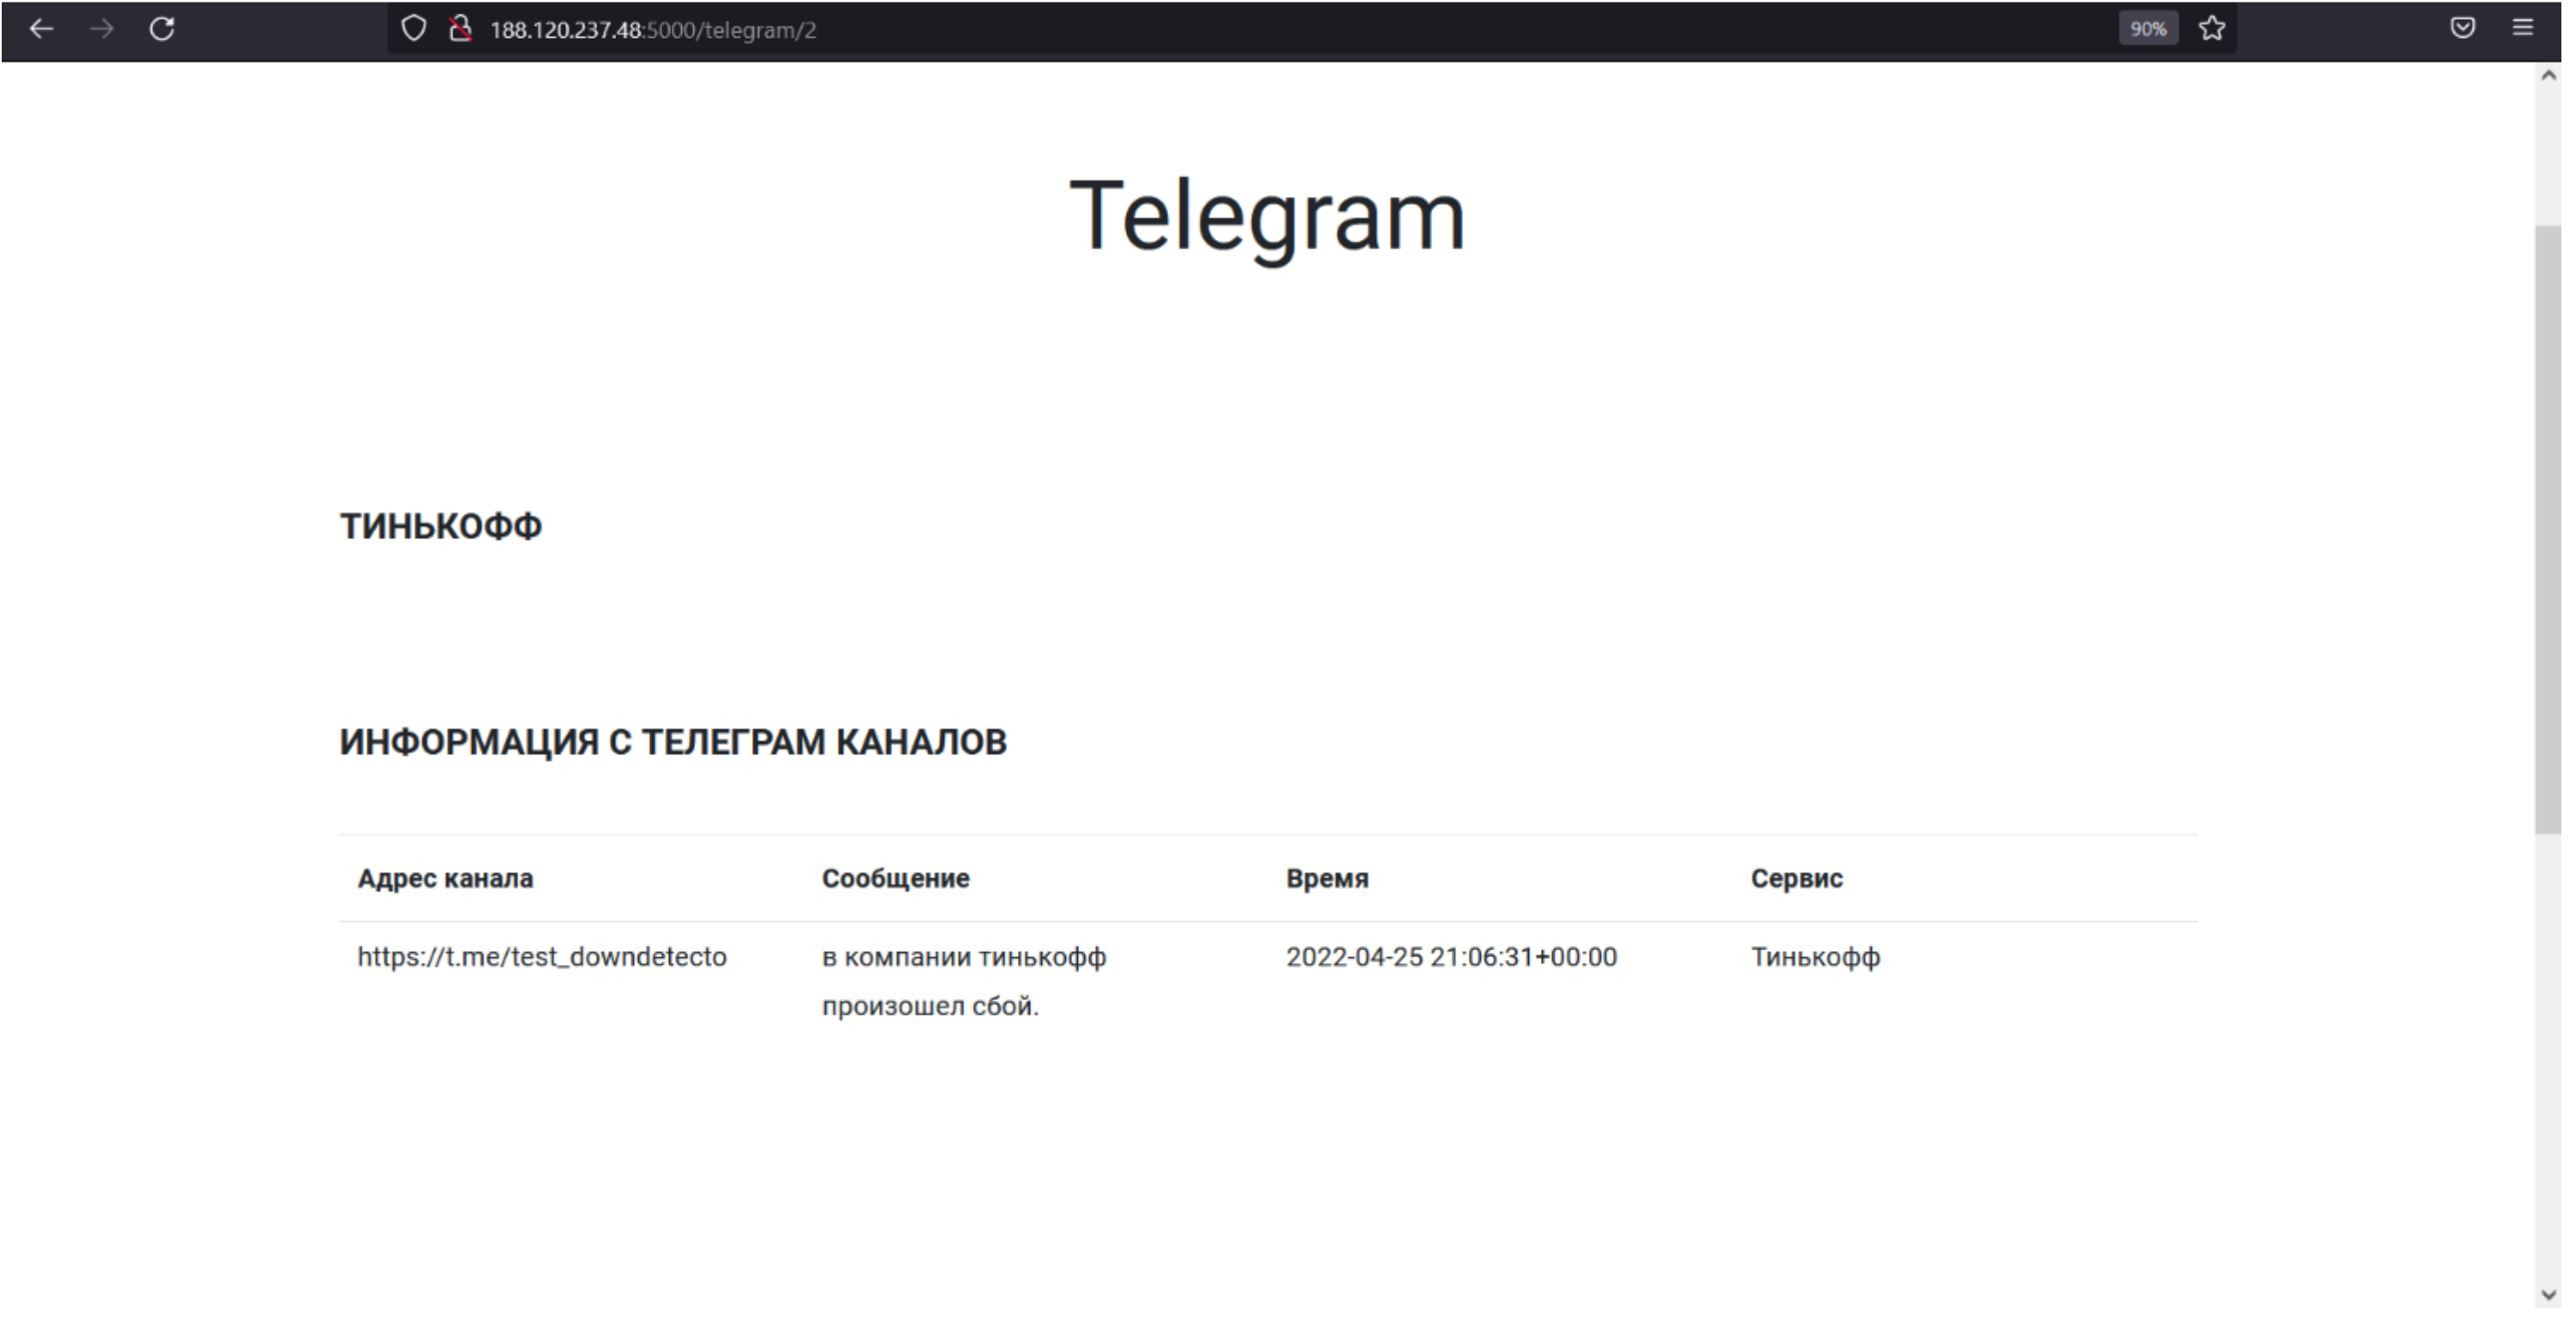 188.120.237.48:5000/telegram/2
90%
Telegram
ТИНЬКОФФ
ИНФОРМАЦИЯ С ТЕЛЕГРАМ КАНАЛОВ
Адрес канала Сообщение Время Сервис
https://t.me/test_downdetecto в компании тинькофф 2022-04-25 21:06:31+00:00 Тинькофф
произошел сбой.